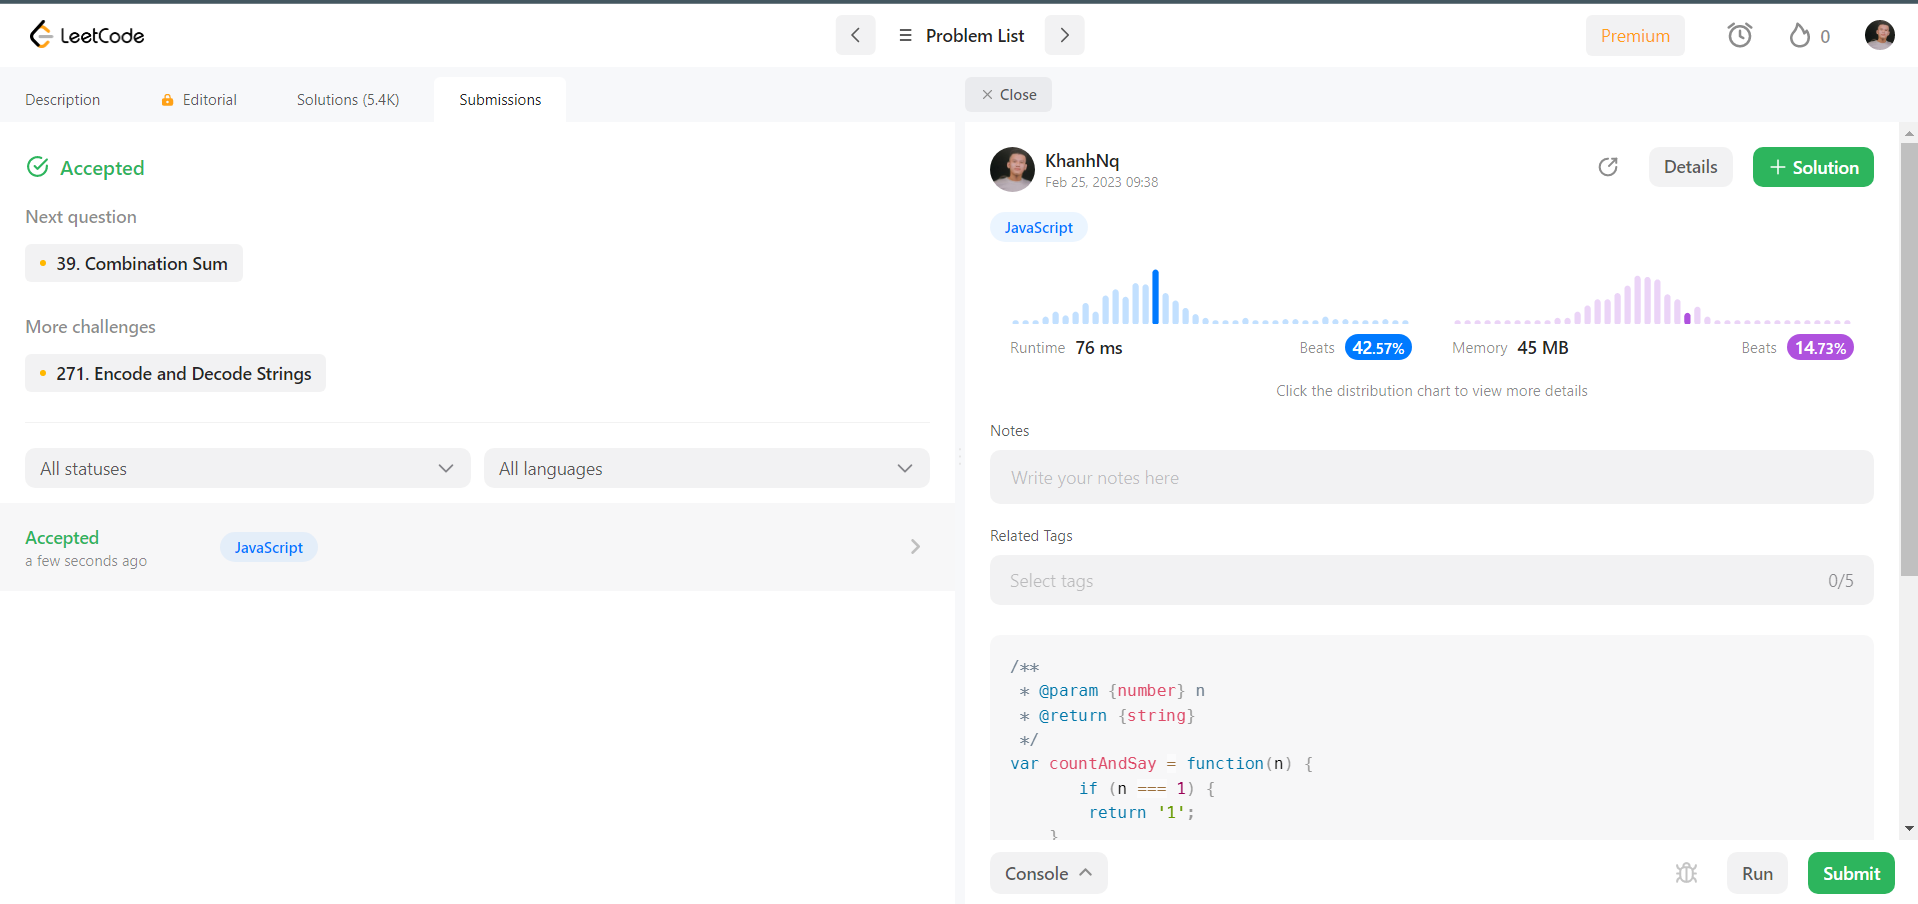 LeetCode
Problem List
Premium
0
Description
Editorial
Solutions (5.4K)
Submissions
Close
Accepted
Next question
39. Combination Sum
More challenges
271. Encode and Decode Strings
All statuses
All languages
Accepted
a few seconds ago
JavaScript
KhanhNq
Feb 25, 2023 09:38
Details
Solution
JavaScript
Runtime 76 ms
Beats 42.57%
Memory 45 MB
Beats 14.73%
Click the distribution chart to view more details
Notes
Write your notes here
Related Tags
Select tags
0/5
/**
 * @param {number} n
 * @return {string}
 */
var countAndSay = function(n) {
       if (n === 1) {
        return '1';
    }
Console
Run
Submit